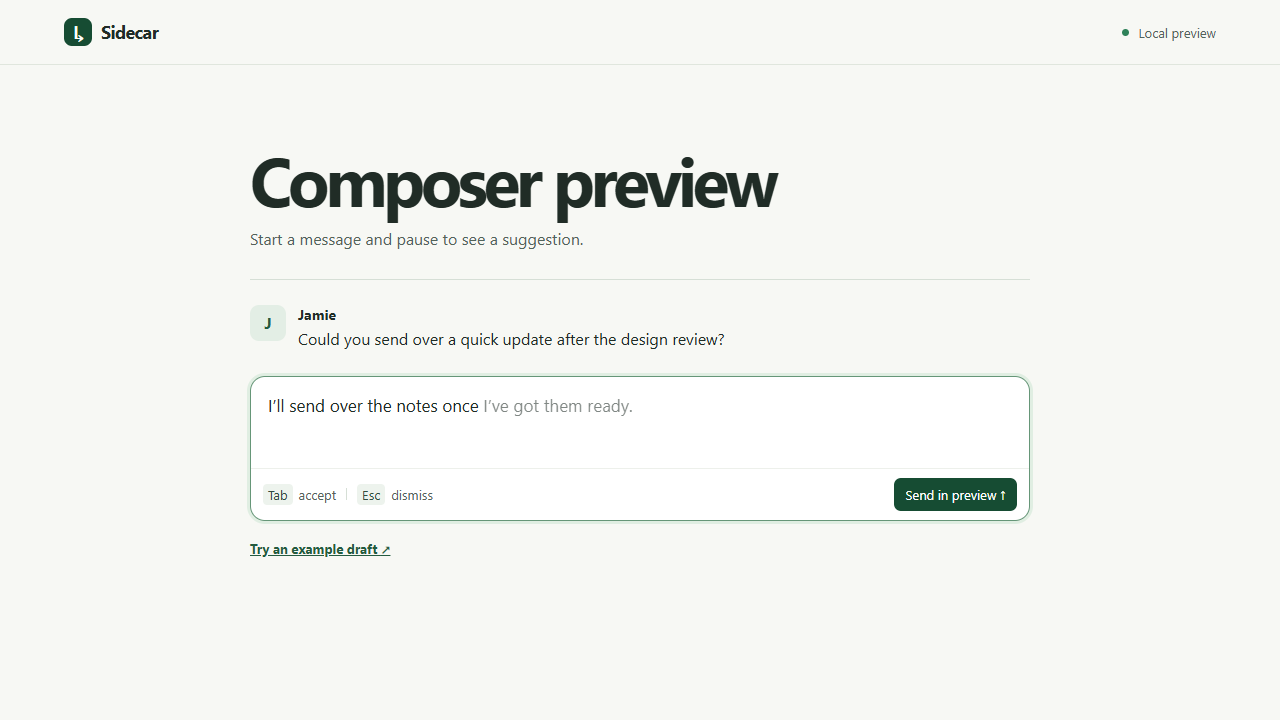 Sidecar
Local preview
Composer preview
Start a message and pause to see a suggestion.
J
Jamie
Could you send over a quick update after the design review?
I’ll send over the notes once I’ve got them ready.
Tab accept | Esc dismiss
Send in preview ↑
Try an example draft ↗